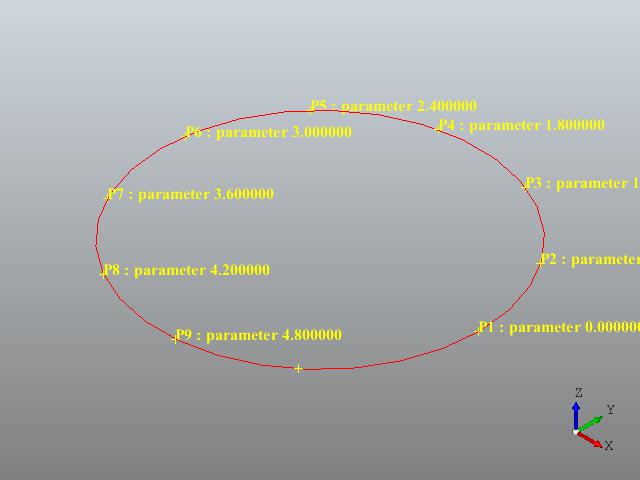 P5 : parameter 2.400000
P4 : parameter 1.800000
P6 : parameter 3.000000
P3 : parameter 1
P7 : parameter 3.600000
P2 : parameter
P8 : parameter 4.200000
P1 : parameter 0.000000
P9 : parameter 4.800000
Z
Y
X